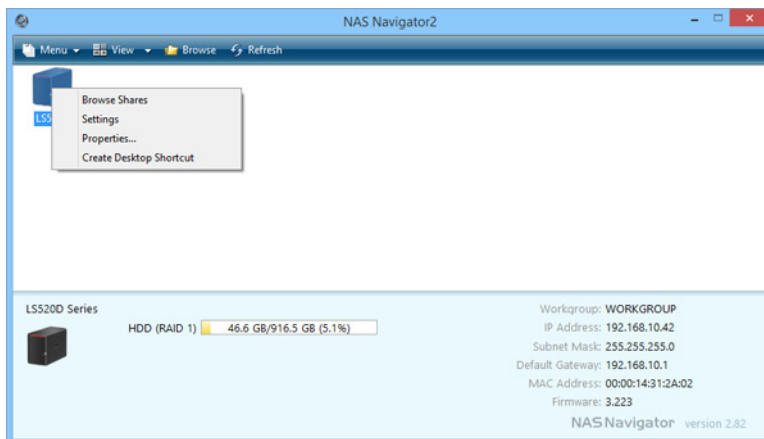 NAS Navigator2
Menu View Browse Refresh
Browse Shares
Settings
Properties...
Create Desktop Shortcut
LS520D Series
HDD (RAID 1) 46.6 GB/916.5 GB (5.1%)
Workgroup: WORKGROUP
IP Address: 192.168.10.42
Subnet Mask: 255.255.255.0
Default Gateway: 192.168.10.1
MAC Address: 00:00:14:31:2A:02
Firmware: 3.223
NAS Navigator version 2.82